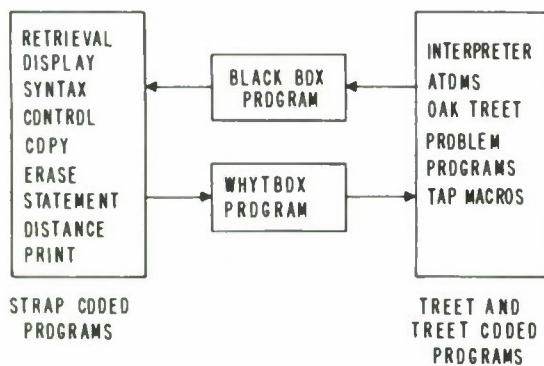 RETRIEVAL
DISPLAY
SYNTAX
CONTROL
COPY
ERASE
STATEMENT
DISTANCE
PRINT
STRAP CODED
PROGRAMS
BLACK BOX
PROGRAM
WHYTBOX
PROGRAM
INTERPRETER
ATOMS
OAK TREET
PROBLEM
PROGRAMS
TAP MACROS
TREET AND
TREET CODED
PROGRAMS